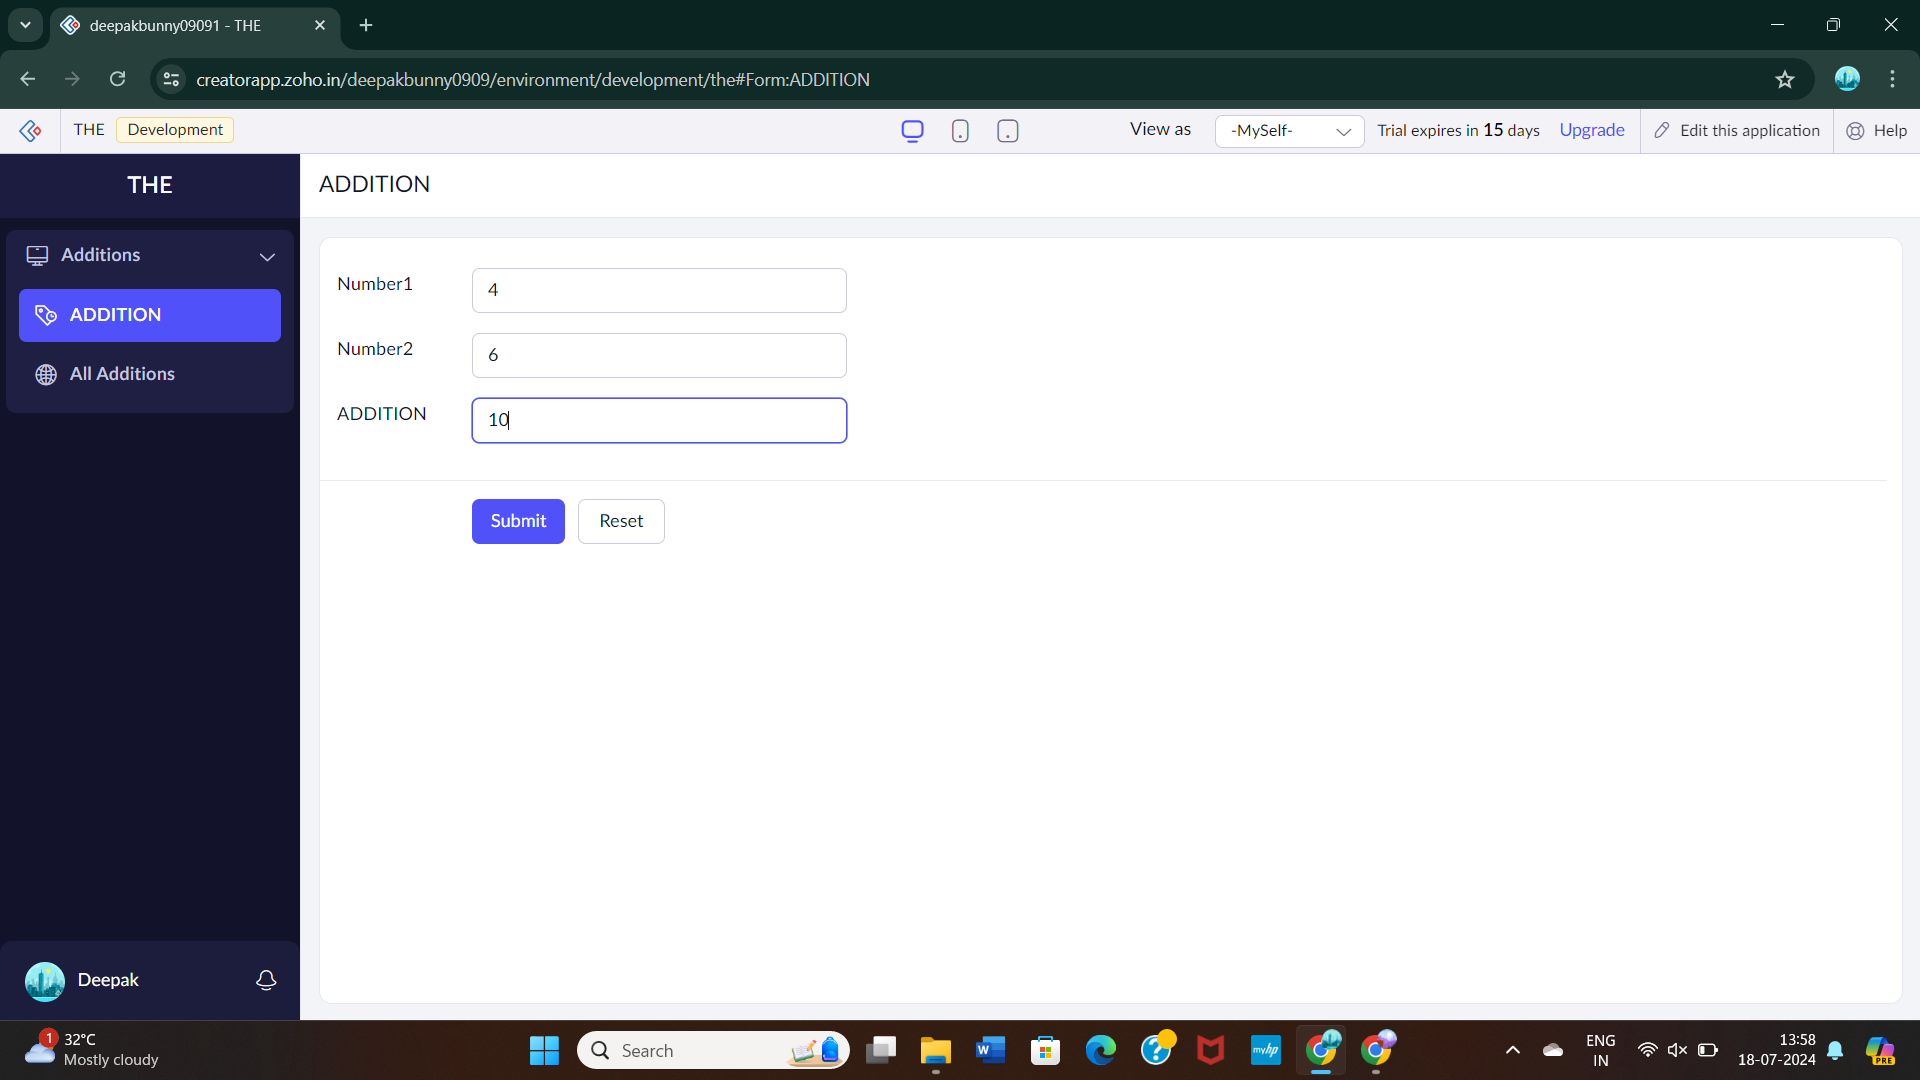 deepakbunny09091 - THE
creatorapp.zoho.in/deepakbunny0909/environment/development/the#Form:ADDITION
THE Development View as -MySelf- Trial expires in 15 days Upgrade Edit this application Help
THE
ADDITION
Additions
ADDITION
All Additions
Number1 4
Number2 6
ADDITION 10
Submit Reset
Deepak
1
32°C
Mostly cloudy
Search
W
?
myhp
ENG
IN
13:58
18-07-2024
PRE